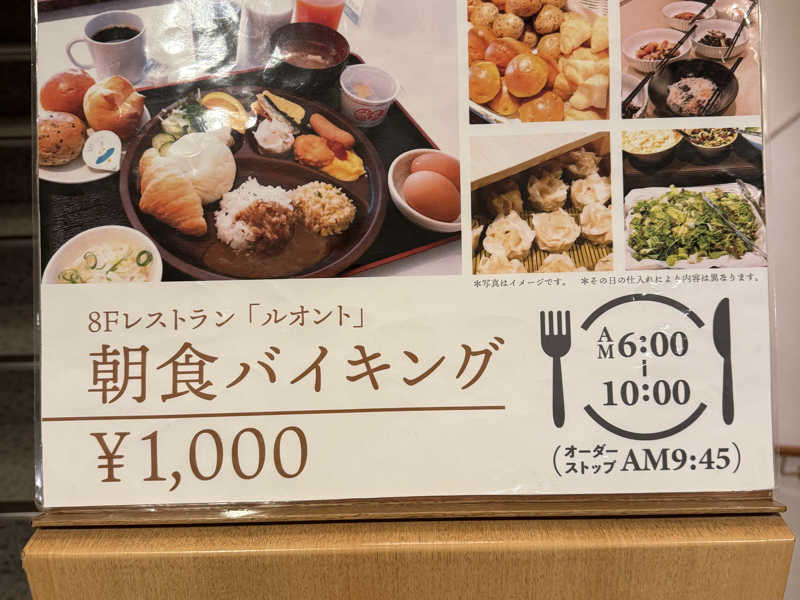 *写真はイメージです。 *その日の仕入れにより内容は異なります。
8Fレストラン「ルオント」
朝食バイキング
¥1,000
AM 6:00
10:00
(オーダーストップ AM9:45)